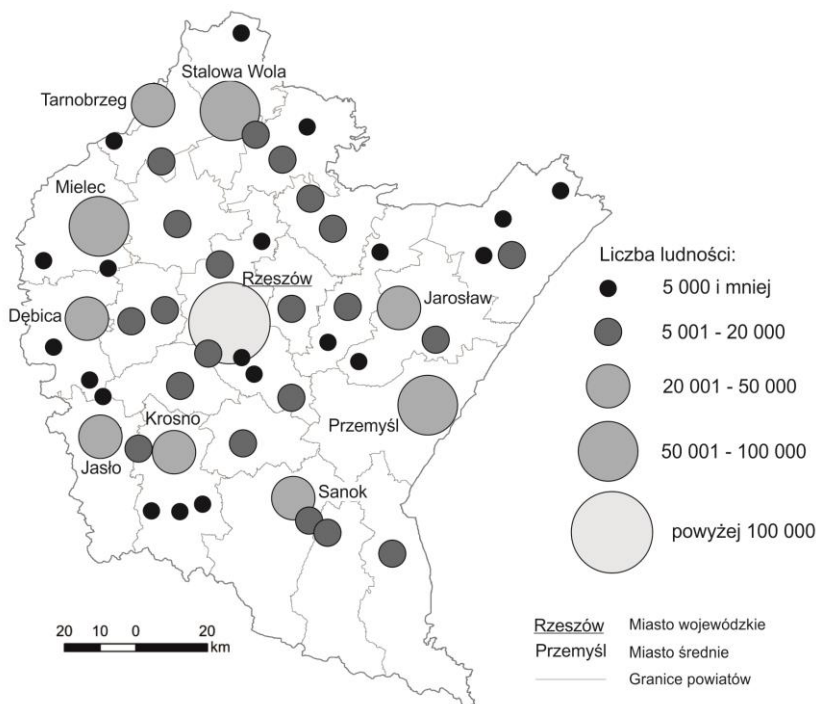 Stalowa Wola
Tarnobrzeg
Mielec
Rzeszów
Dębica
Jarosław
Przemyśl
Krosno
Jasło
Sanok
Liczba ludności:
5 000 i mniej
5 001 - 20 000
20 001 - 50 000
50 001 - 100 000
powyżej 100 000
20 10 0 20
km
Rzeszów Miasto wojewódzkie
Przemyśl Miasto średnie
Granice powiatów